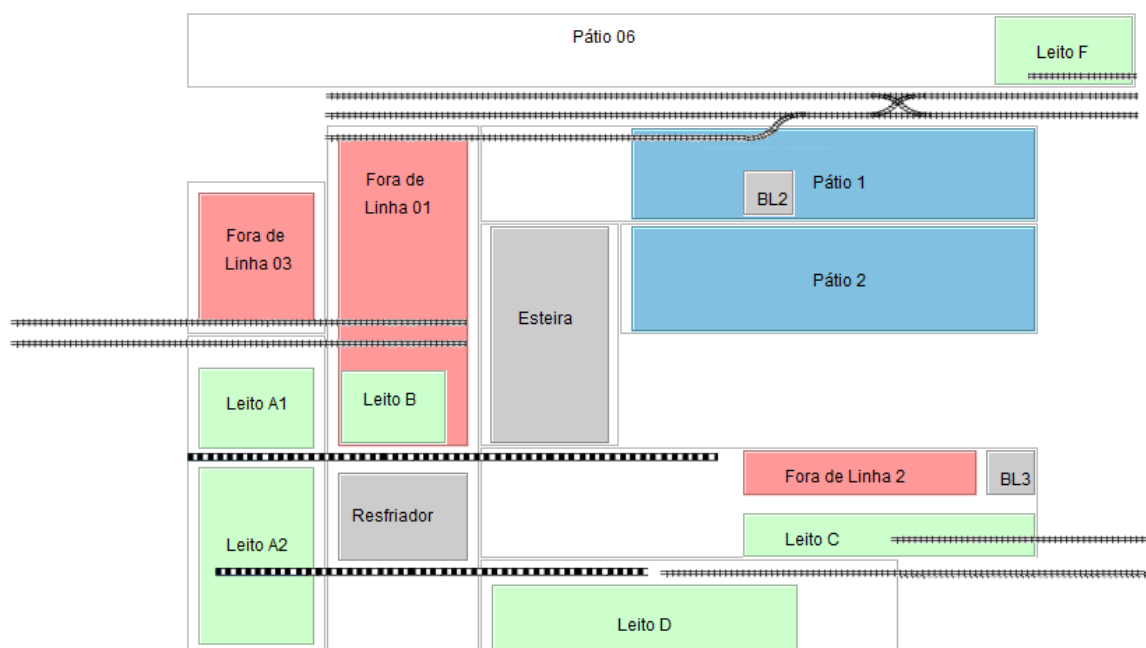 Pátio 06
Leito F
Fora de
Linha 01
Pátio 1
BL2
Fora de
Linha 03
Pátio 2
Esteira
Leito A1
Leito B
Fora de Linha 2
BL3
Resfriador
Leito A2
Leito C
Leito D